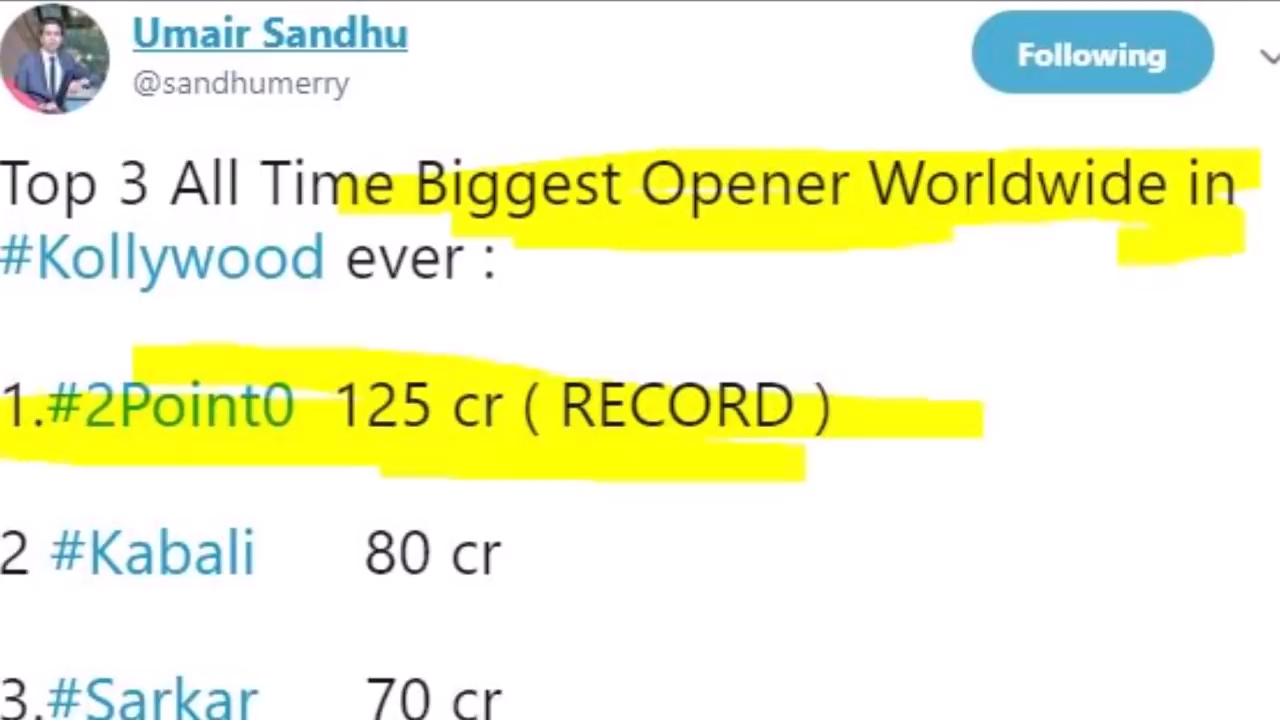 Umair Sandhu
@sandhumerry
Following
Top 3 All Time Biggest Opener Worldwide in
#Kollywood ever :
1.#2Point0 125 cr ( RECORD )
2 #Kabali 80 cr
3.#Sarkar 70 cr